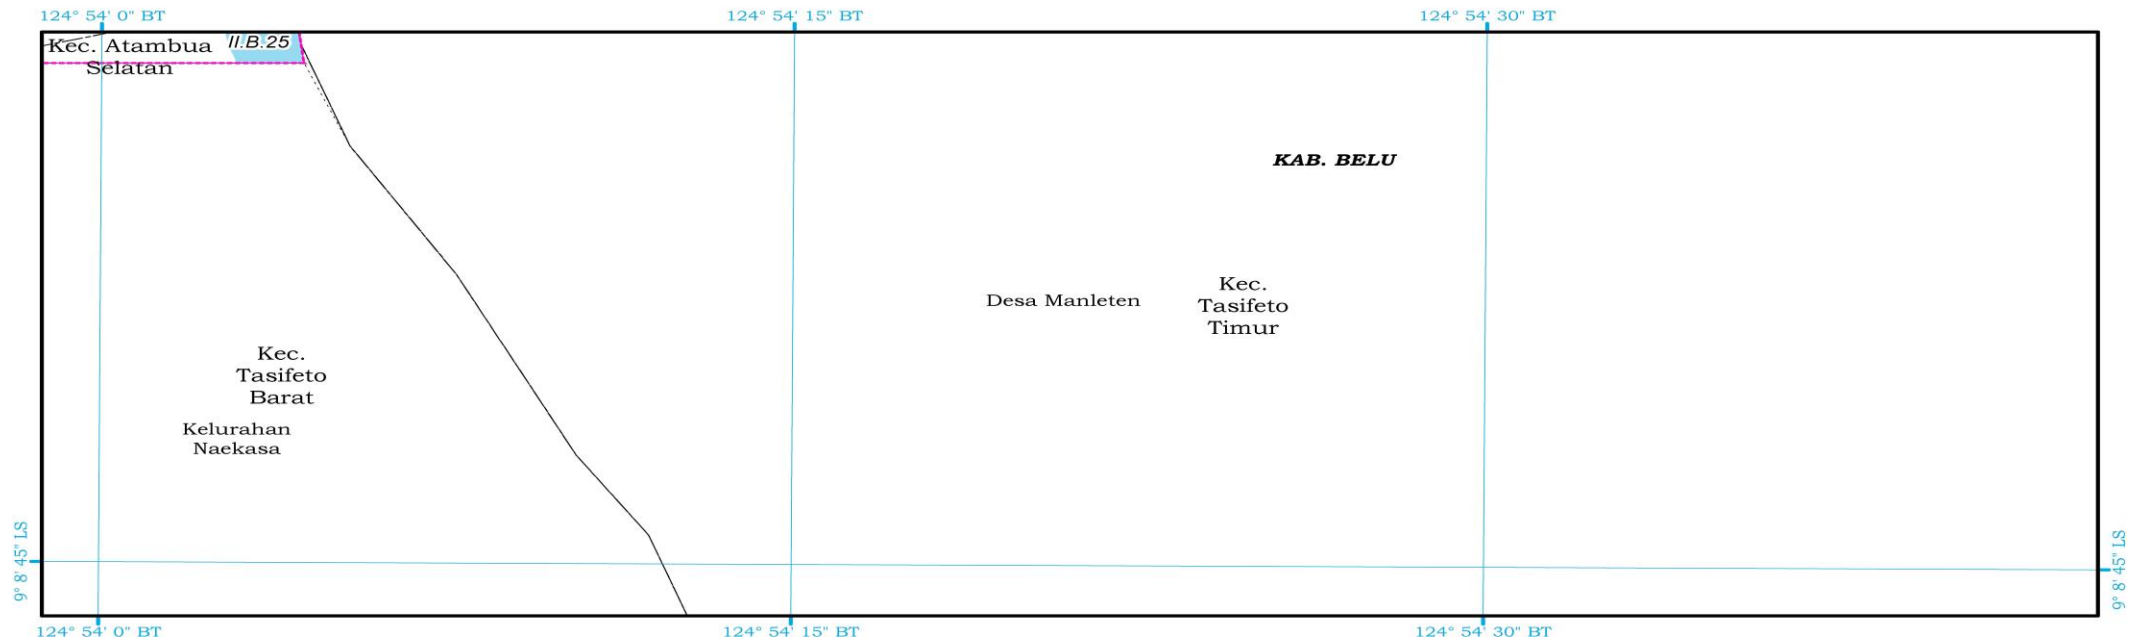 124° 54' 0" BT
124° 54' 15" BT
124° 54' 30" BT
Kec. Atambua
Selatan
II.B.25
KAB. BELU
Desa Manleten
Kec.
Tasifeto
Timur
Kec.
Tasifeto
Barat
Kelurahan
Naekasa
9° 8' 45" LS
9° 8' 45" LS
124° 54' 0" BT
124° 54' 15" BT
124° 54' 30" BT